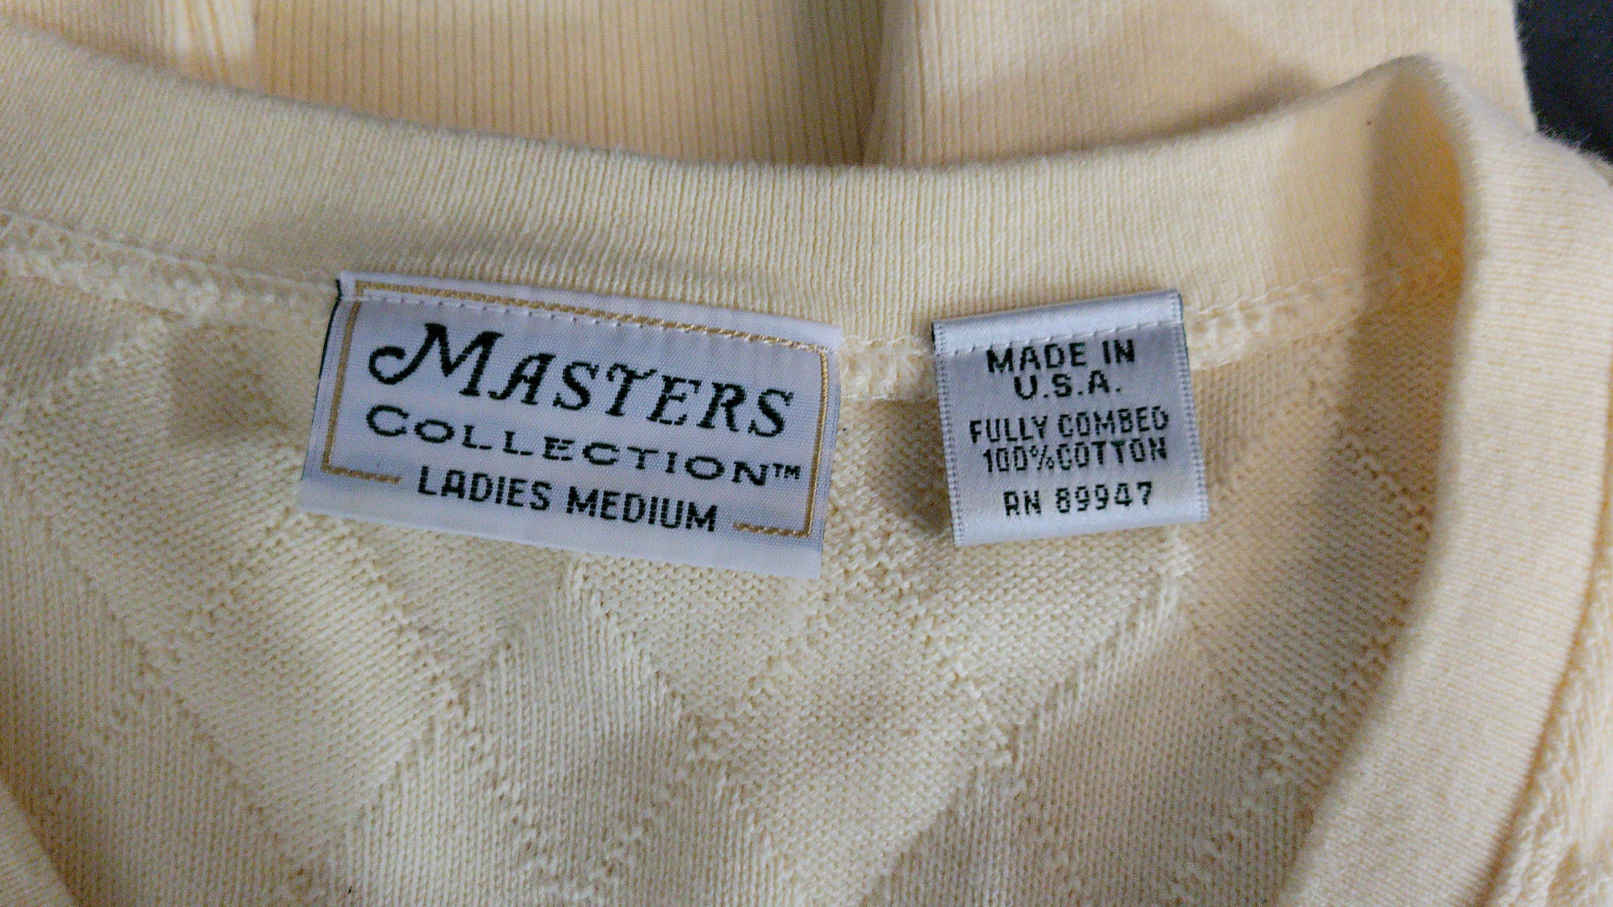 MASTERS
COLLECTION™
LADIES MEDIUM
MADE IN
U.S.A.
FULLY COMBED
100% COTTON
RN 89947